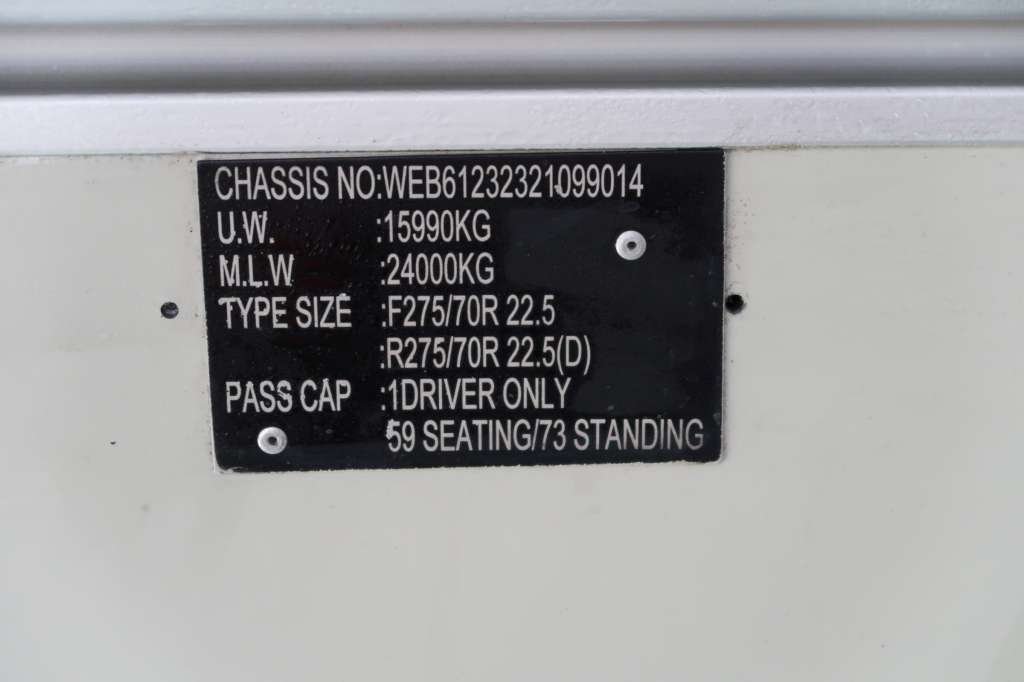 CHASSIS NO:WEB61232321099014
U.W. :15990KG
M.L.W :24000KG
TYPE SIZE :F275/70R 22.5
:R275/70R 22.5(D)
PASS CAP :1DRIVER ONLY
59 SEATING/73 STANDING